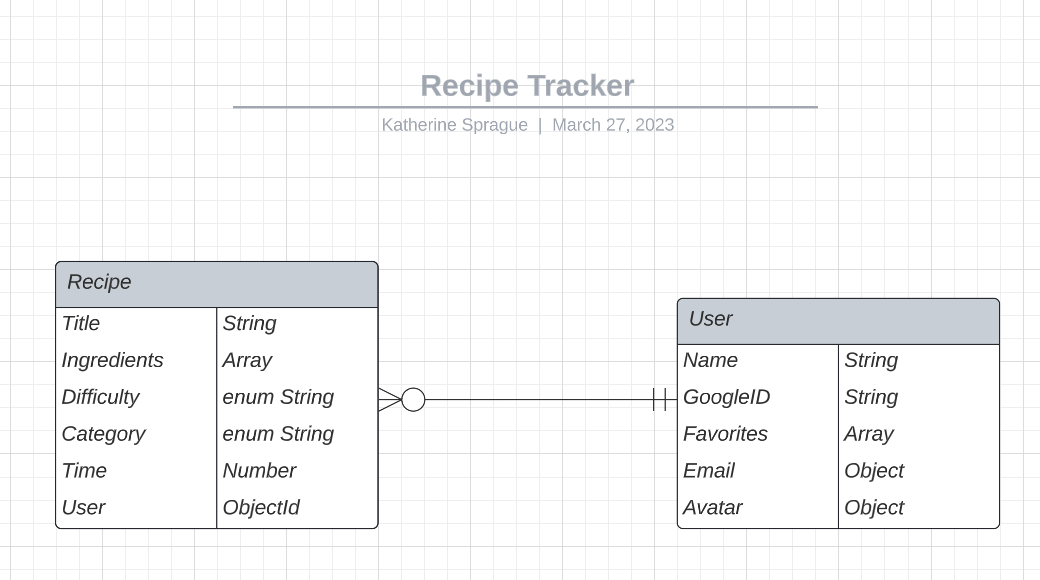 Recipe Tracker
Katherine Sprague | March 27, 2023
Recipe
Title String
Ingredients Array
Difficulty enum String
Category enum String
Time Number
User ObjectId
User
Name String
GoogleID String
Favorites Array
Email Object
Avatar Object